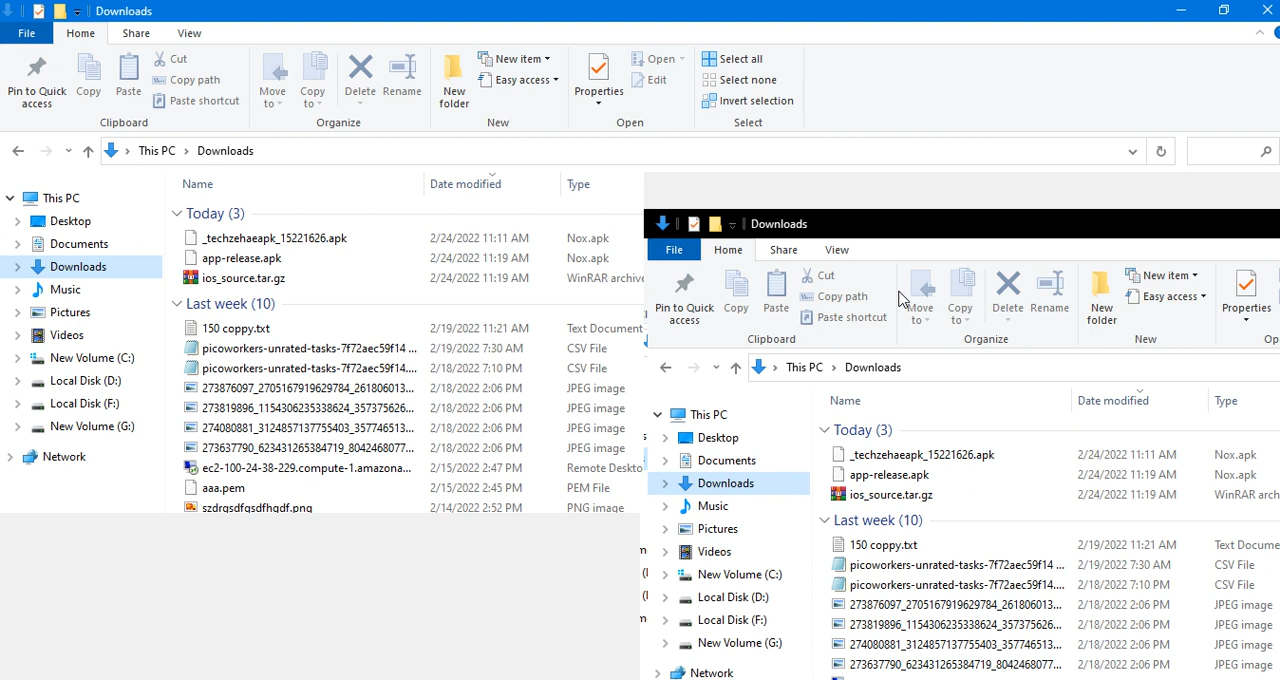 Downloads
File Home Share View
Pin to Quick access
Copy
Paste
Cut
Copy path
Paste shortcut
Clipboard
Move to
Copy to
Delete
Rename
Organize
New folder
New item
Easy access
New
Properties
Open
Edit
Open
Select all
Select none
Invert selection
Select
This PC > Downloads
This PC
Desktop
Documents
Downloads
Music
Pictures
Videos
New Volume (C:)
Local Disk (D:)
Local Disk (F:)
New Volume (G:)
Network
Name Date modified Type
Today (3)
_techzehaeapk_15221626.apk 2/24/2022 11:11 AM Nox.apk
app-release.apk 2/24/2022 11:19 AM Nox.apk
ios_source.tar.gz 2/24/2022 11:19 AM WinRAR archive
Last week (10)
150 coppy.txt 2/19/2022 11:21 AM Text Document
picoworkers-unrated-tasks-7f72aec59f14 ... 2/19/2022 7:30 AM CSV File
picoworkers-unrated-tasks-7f72aec59f14.... 2/18/2022 7:10 PM CSV File
273876097_2705167919629784_261806013... 2/18/2022 2:06 PM JPEG image
273819896_1154306235338624_357375626... 2/18/2022 2:06 PM JPEG image
274080881_3124857137755403_357746513... 2/18/2022 2:06 PM JPEG image
273637790_623431265384719_8042468077... 2/18/2022 2:06 PM JPEG image
ec2-100-24-38-229.compute-1.amazona... 2/15/2022 2:47 PM Remote Deskto
aaa.pem 2/15/2022 2:45 PM PEM File
2/14/2022 2:52 PM PNG image
Downloads
File Home Share View
Pin to Quick access
Copy
Paste
Cut
Copy path
Paste shortcut
Clipboard
Move to
Copy to
Delete
Rename
Organize
New folder
New item
Easy access
New
Properties
Op
This PC > Downloads
This PC
Desktop
Documents
Downloads
Music
Pictures
Videos
New Volume (C:)
Local Disk (D:)
Local Disk (F:)
New Volume (G:)
Network
Name Date modified Type
Today (3)
_techzehaeapk_15221626.apk 2/24/2022 11:11 AM Nox.apk
app-release.apk 2/24/2022 11:19 AM Nox.apk
ios_source.tar.gz 2/24/2022 11:19 AM WinRAR arch
Last week (10)
150 coppy.txt 2/19/2022 11:21 AM Text Docume
picoworkers-unrated-tasks-7f72aec59f14 ... 2/19/2022 7:30 AM CSV File
picoworkers-unrated-tasks-7f72aec59f14.... 2/18/2022 7:10 PM CSV File
273876097_2705167919629784_261806013... 2/18/2022 2:06 PM JPEG image
273819896_1154306235338624_357375626... 2/18/2022 2:06 PM JPEG image
274080881_3124857137755403_357746513... 2/18/2022 2:06 PM JPEG image
273637790_623431265384719_8042468077... 2/18/2022 2:06 PM JPEG image